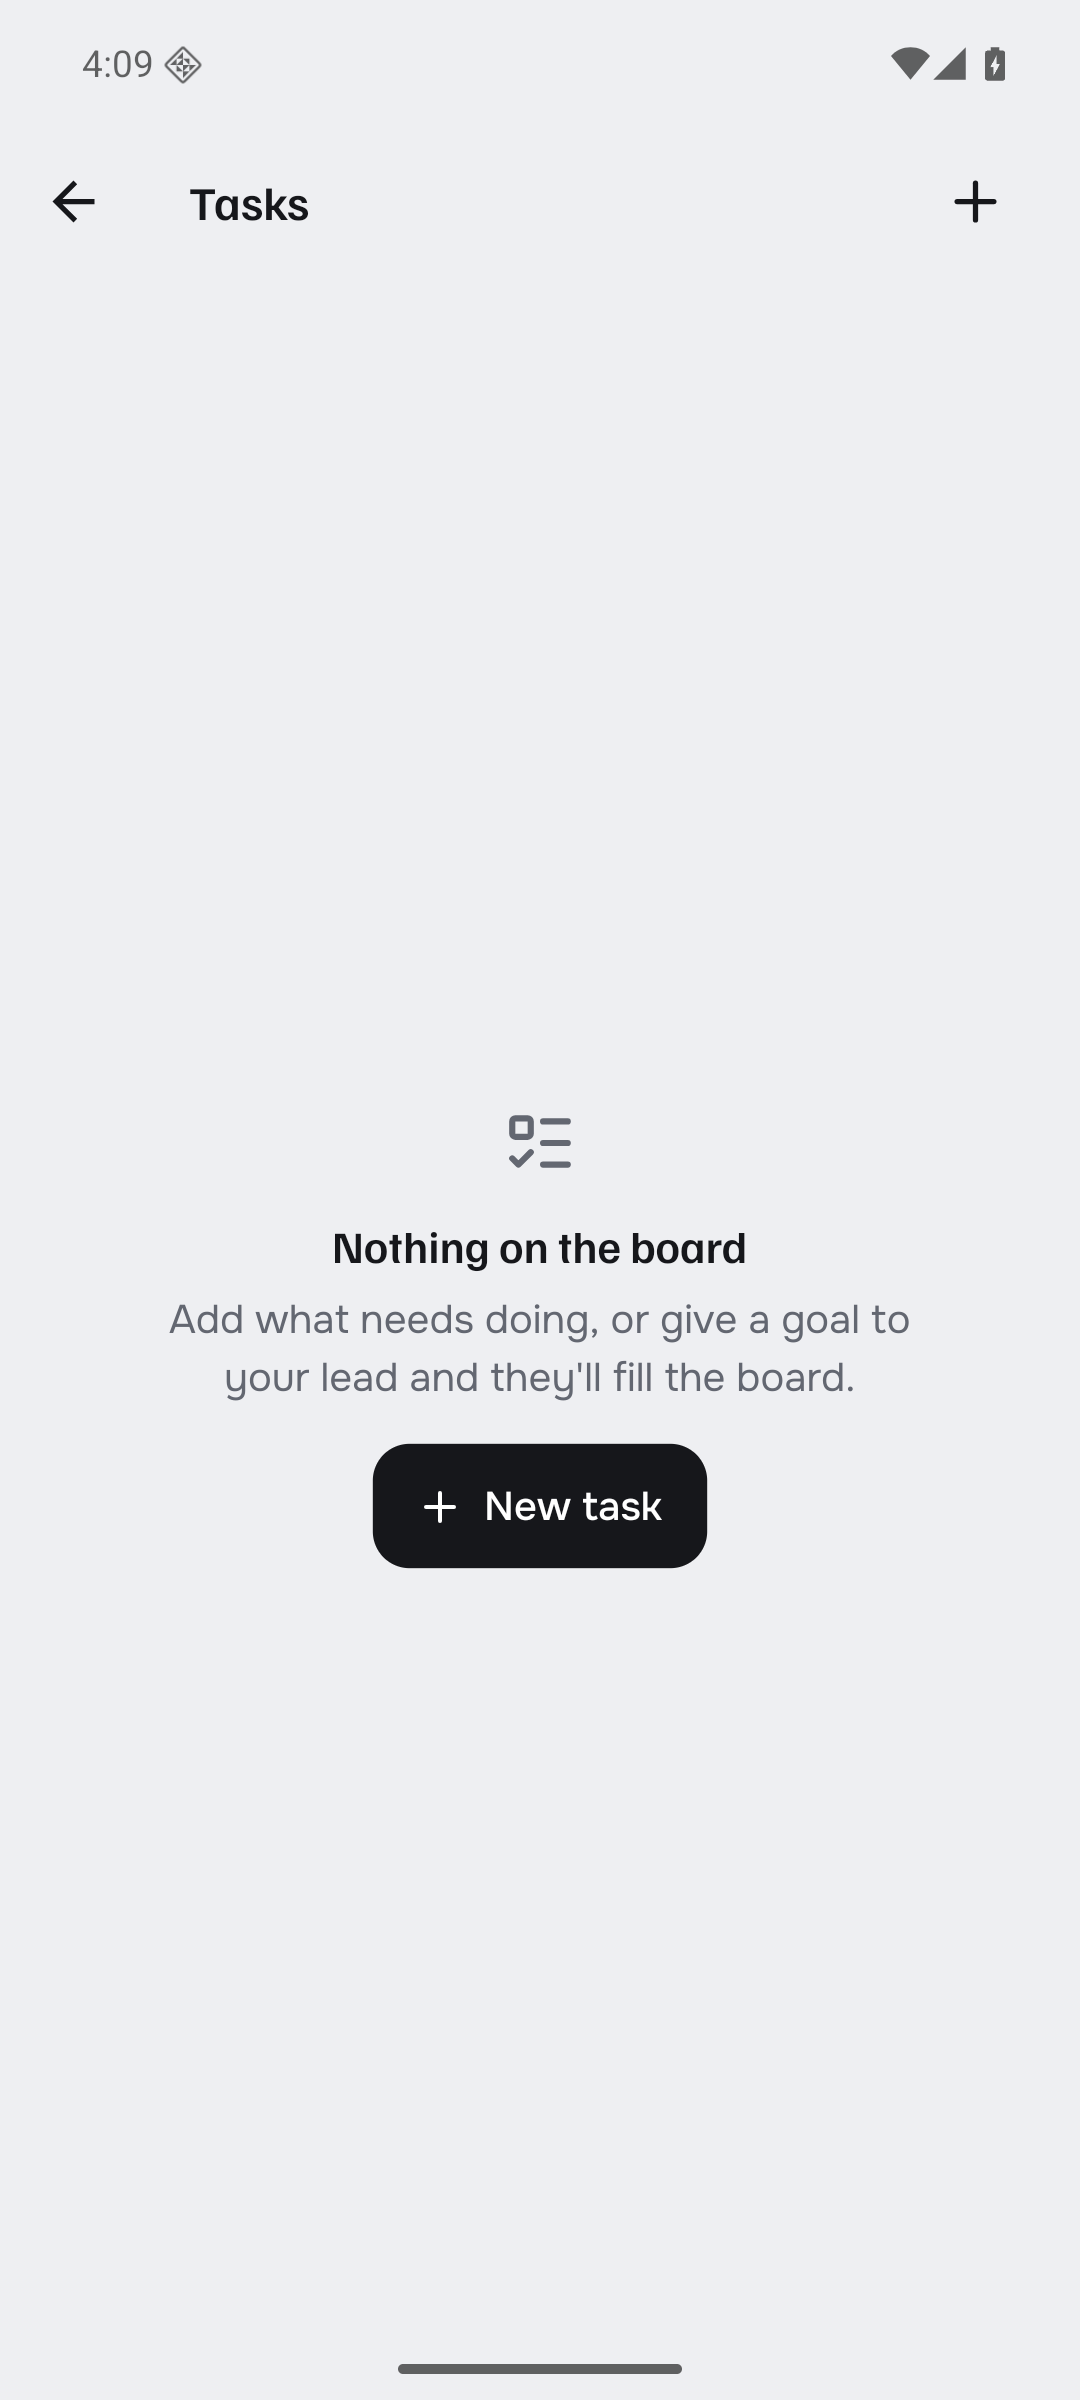 4:09
Tasks
Nothing on the board
Add what needs doing, or give a goal to
your lead and they'll fill the board.
New task